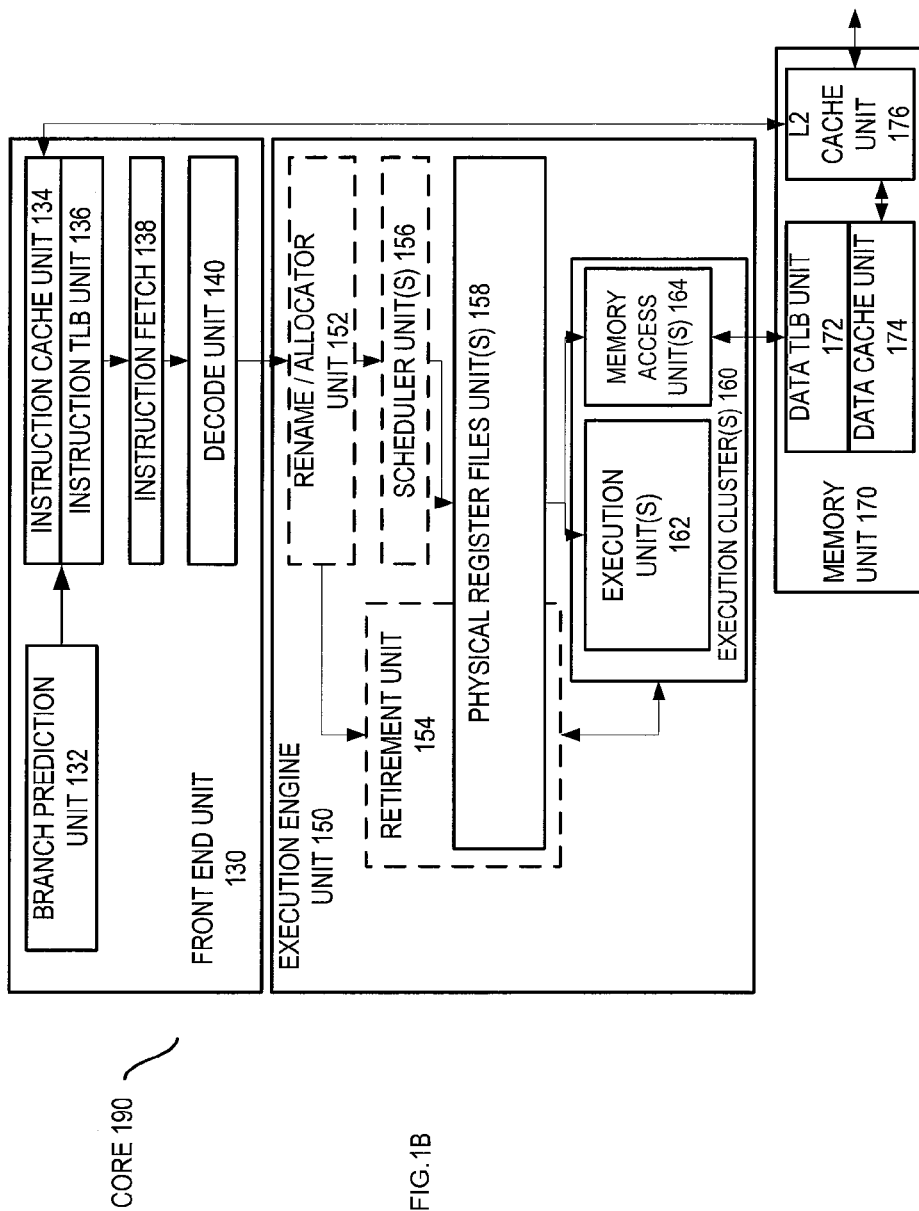 CORE 190
FIG.1B
BRANCH PREDICTION
UNIT 132
INSTRUCTION CACHE UNIT 134
INSTRUCTION TLB UNIT 136
INSTRUCTION FETCH 138
DECODE UNIT 140
FRONT END UNIT
130
EXECUTION ENGINE
UNIT 150
RENAME / ALLOCATOR
UNIT 152
SCHEDULER UNIT(S) 156
RETIREMENT UNIT
154
PHYSICAL REGISTER FILES UNIT(S) 158
EXECUTION
UNIT(S)
162
MEMORY
ACCESS
UNIT(S) 164
EXECUTION CLUSTER(S) 160
MEMORY
UNIT 170
DATA TLB UNIT
172
DATA CACHE UNIT
174
L2
CACHE
UNIT
176